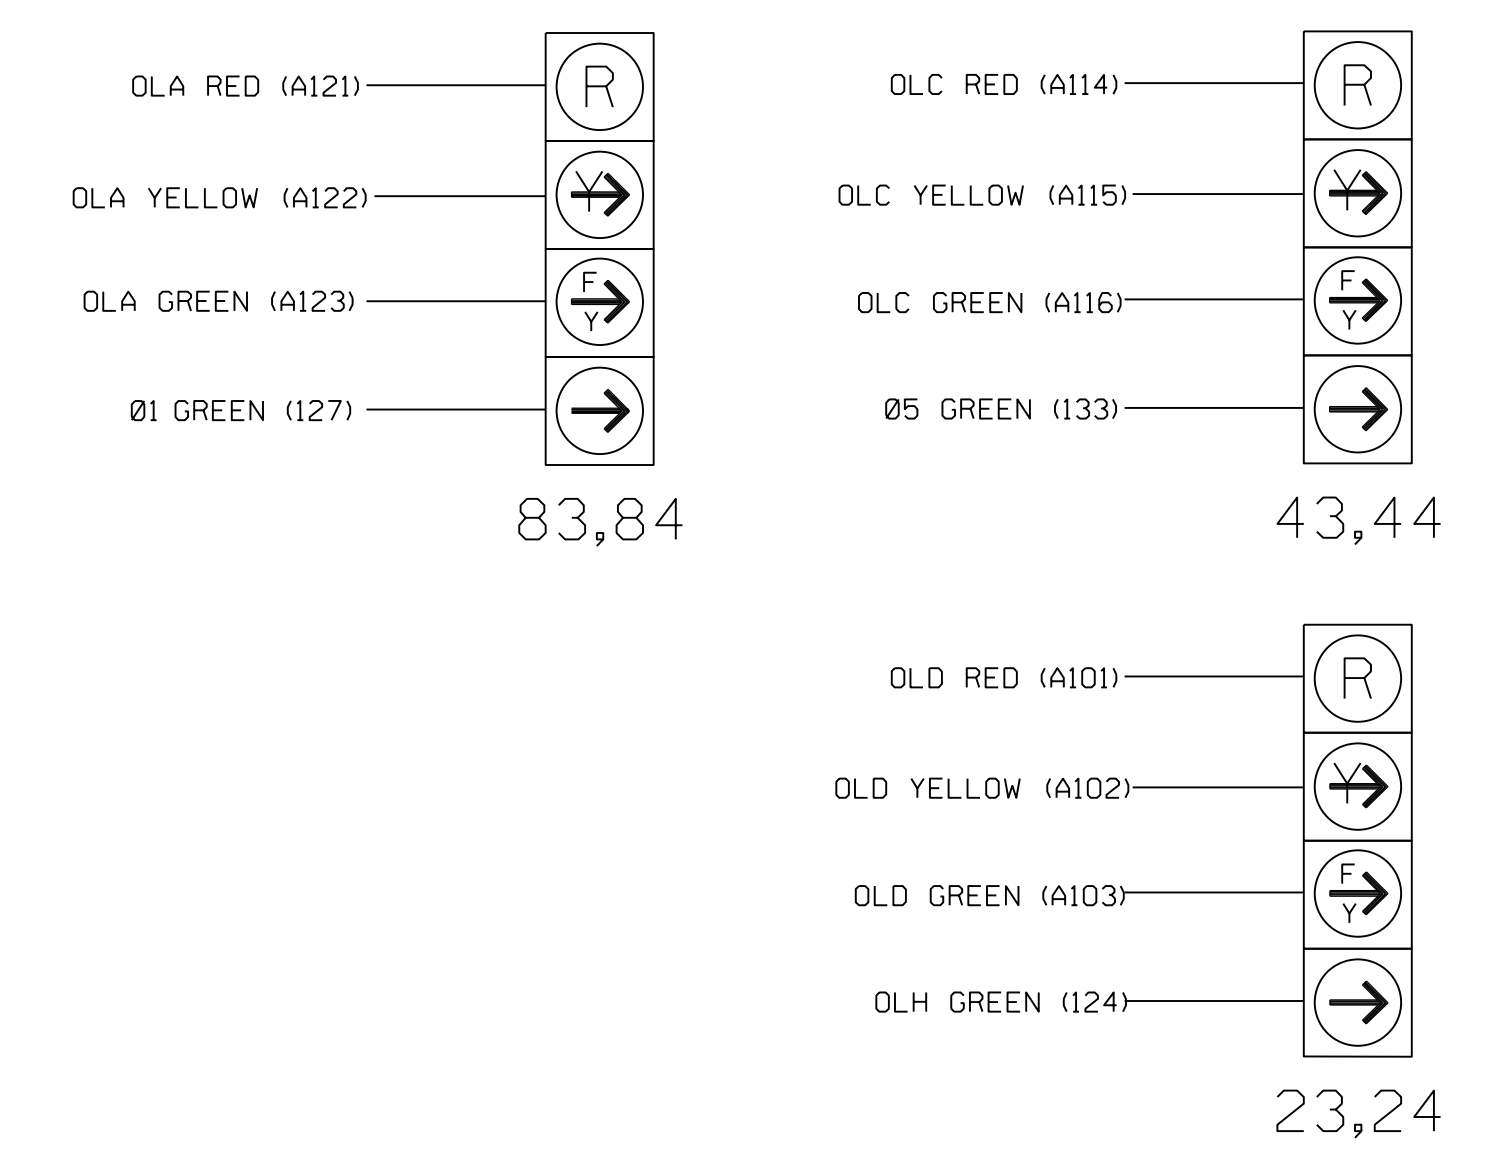 OLA RED (A121)
R
OLA YELLOW (A122)
Y
OLA GREEN (A123)
F
Y
Ø1 GREEN (127)
83,84
OLC RED (A114)
R
OLC YELLOW (A115)
Y
OLC GREEN (A116)
F
Y
Ø5 GREEN (133)
43,44
OLD RED (A101)
R
OLD YELLOW (A102)
Y
OLD GREEN (A103)
F
Y
OLH GREEN (124)
23,24